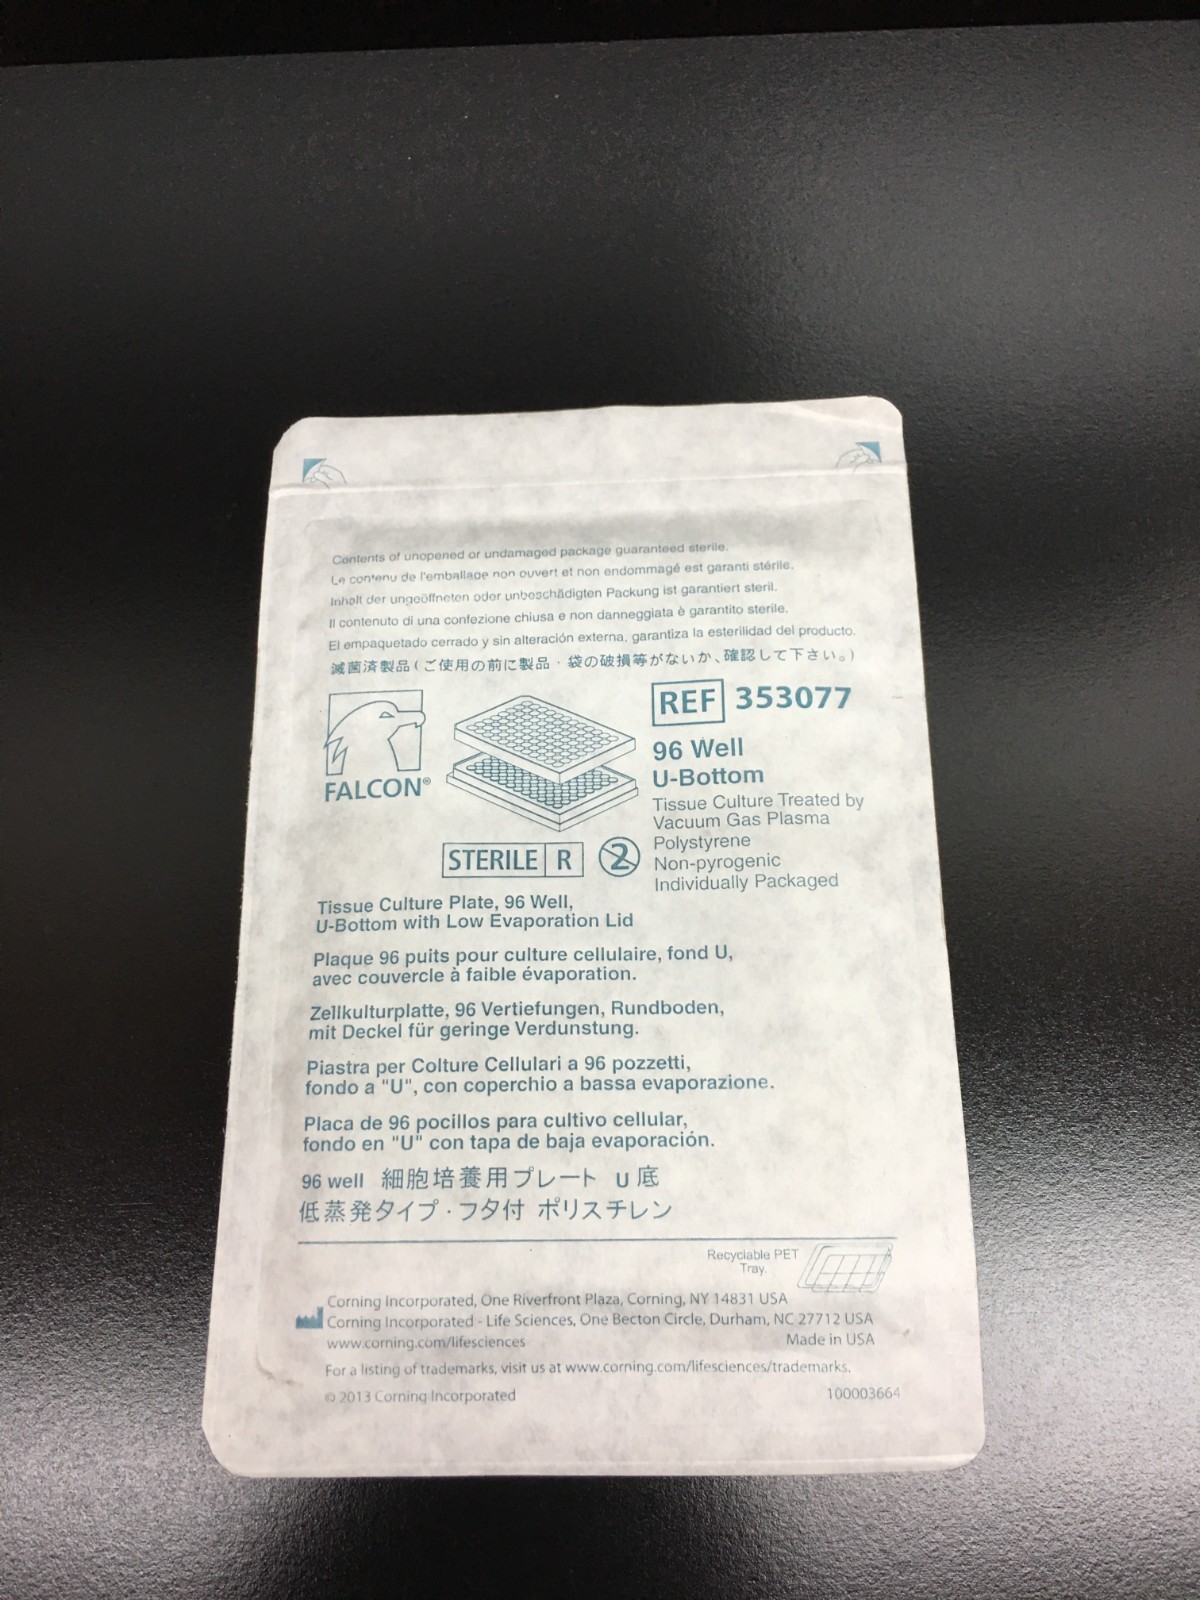 Contents of unopened or undamaged package guaranteed sterile.
Le contenu de l'emballage non ouvert et non endommagé est garanti stérile.
Inhalt der ungeöffneten oder unbeschädigten Packung ist garantiert steril.
Il contenuto di una confezione chiusa e non danneggiata è garantito sterile.
El empaquetado cerrado y sin alteración externa, garantiza la esterilidad del producto.
滅菌済製品(ご使用の前に製品・袋の破損等がないか、確認して下さい。)
FALCON®
REF 353077
96 Well
U-Bottom
Tissue Culture Treated by
Vacuum Gas Plasma
Polystyrene
Non-pyrogenic
Individually Packaged
STERILE R
2
Tissue Culture Plate, 96 Well,
U-Bottom with Low Evaporation Lid
Plaque 96 puits pour culture cellulaire, fond U,
avec couvercle à faible évaporation.
Zellkulturplatte, 96 Vertiefungen, Rundboden,
mit Deckel für geringe Verdunstung.
Piastra per Colture Cellulari a 96 pozzetti,
fondo a "U", con coperchio a bassa evaporazione.
Placa de 96 pocillos para cultivo cellular,
fondo en "U" con tapa de baja evaporación.
96 well 細胞培養用プレート U 底
低蒸発タイプ・フタ付 ポリスチレン
Recyclable PET
Tray.
Corning Incorporated, One Riverfront Plaza, Corning, NY 14831 USA
Corning Incorporated - Life Sciences, One Becton Circle, Durham, NC 27712 USA
www.corning.com/lifesciences Made in USA
For a listing of trademarks, visit us at www.corning.com/lifesciences/trademarks.
© 2013 Corning Incorporated 100003664